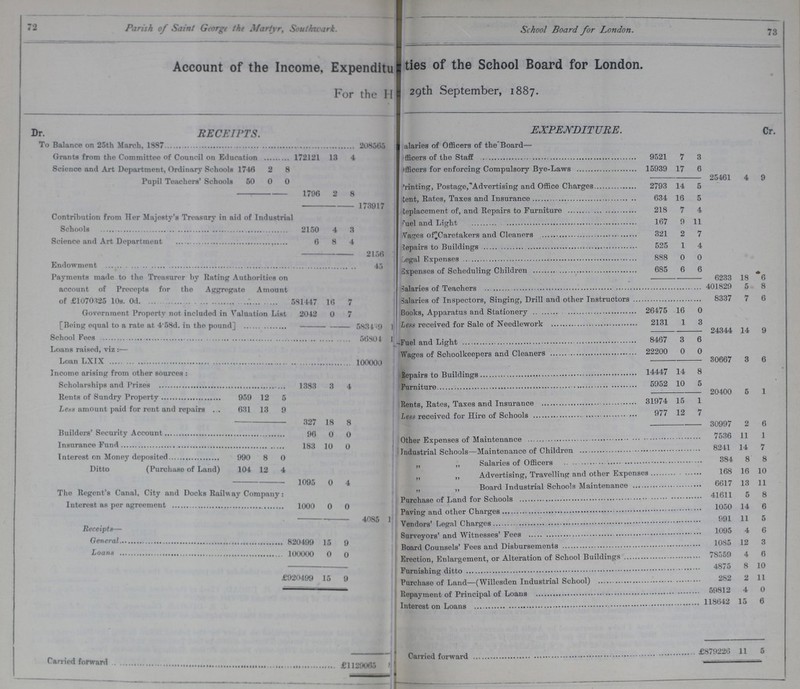 72 Parish of Saint George the Martyr, Southwark.
Account of the Income, Expenditu
For the H
Dr. RECEIPTS.
To Balance on 25th March, 1887 208565
Grants from the Committee of Council on Education 172121 13 4
Science and Art Department, Ordinary Schools 1746 2 8
Pupil Teachers' Schools 50 0 0
1796 2 8
173917
Contribution from Her Majesty's Treasury in aid of Industrial
Schools 2150 4 3
Science and Art Department 6 8 4
2156
Endowment 45
Payments made to the Treasurer by Rating Authorities on
account of Precepts for the Aggregate Amount
of £1070325 10s. 0d. 581447 16 7
Government Property not included in Valuation List 2042 0 7
[Being equal to a rate at 4·58d. in the pound] 583489 1
School Fees 56804 1
Loans raised, viz:—
Loan LXIX 100000
Income arising from other sources:
Scholarships and Prizes 1383 3 4
Rents of Sundry Property 959 12 5
Less amount paid for rent and repairs 631 13 9
327 18 8
Builders' Security Account 96 0 0
Insurance Fund 183 10 0
Interest on Money deposited 990 8 0
Ditto (Purchase of Land) 104 12 4
1095 0 4
The Regent's Canal, City and Docks Railway Company:
Interest as per agreement 1000 0 0
4085 1
Receipts—
General 820499 15 9
Loans 100000 0 0
£920499 15 9
Carried forward £1129065
School Board for London. 73
ties of the School Board for London.
29th September, 1887.
EXPENDITURE. Cr.
alaries of Officers of the Board—
fficers of the Staff 9521 7 3
fficers for enforcing Compulsory Bye-Laws 15939 17 6
25461 4 9
rinting, Postage, Advertising and Office Charges 2793 14 5
ent, Rates, Taxes and Insurance 634 16 5
eplacement of, and Repairs to Furniture 218 7 4
uel and Light 167 9 11
Wages of Caretakers and Cleaners 321 2 7
epairs to Buildings 525 1 4
egal Expenses 888 0 0
Expenses of Scheduling Children 685 6 6
6233 18 6
Salaries of Teachers 401829 5 8
Salaries of Inspectors, Singing, Drill and other Instructors 8337 7 6
Books, Apparatus and Stationery 26475 16 0
Less received for Sale of Needlework 2131 1 3
24344 14 9
Fuel and Light 8467 3 6
Wages of Schoolkeepers and Cleaners 22200 0 0
30667 3 6
Repairs to Buildings 14447 14 8
Furniture 5952 10 5
20400 5 1
Rents, Rates, Taxes and Insurance 31974 15 1
Less received for Hire of Schools 977 12 7
30997 2 6
Other Expenses of Maintenance 7536 11 1
Industrial Schools—Maintenance of Children 8241 14 7
„ „ Salaries of Officers 384 8 8
„ „ Advertising, Travelling and other Expenses 168 16 10
„ „ Board Industrial Schools Maintenance 6617 13 11
Purchase of Land for Schools 41611 5 8
Paving and other Charges 1050 14 6
Vendors' Legal Charges 991 11 5
Surveyors' and Witnesses' Fees 1095 4 6
Board Counsels' Fees and Disbursements 1085 12 3
Erection, Enlargement, or Alteration of School Buildings 78559 4 6
Furnishing ditto 4875 8 10
Purchase of Land—(Willesden Industrial School) 282 2 11
Repayment of Principal of Loans 59812 4 0
Interest on Loans 118642 15 6
Carried forward £879226 11 5